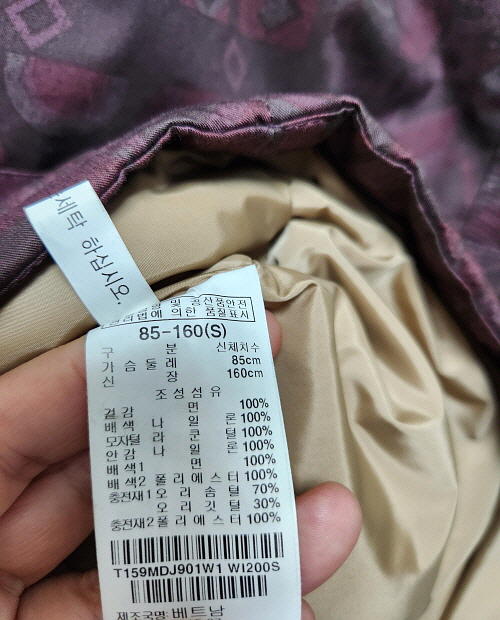 세탁 하십시오.
및 공산품안전
에 의한 품질표시
85-160(S)
구 분 신체치수
가슴둘레 85cm
신 장 160cm
조성섬유
겉감 면 100%
배색 나일론 100%
모자털 라쿤털 100%
안감 나일론 100%
배색1 면 100%
배색2 폴리에스터 100%
충전재1 오리솜털 70%
오리깃털 30%
충전재2 폴리에스터 100%
T159MDJ901W1 WI200S
제조국명: 베트남